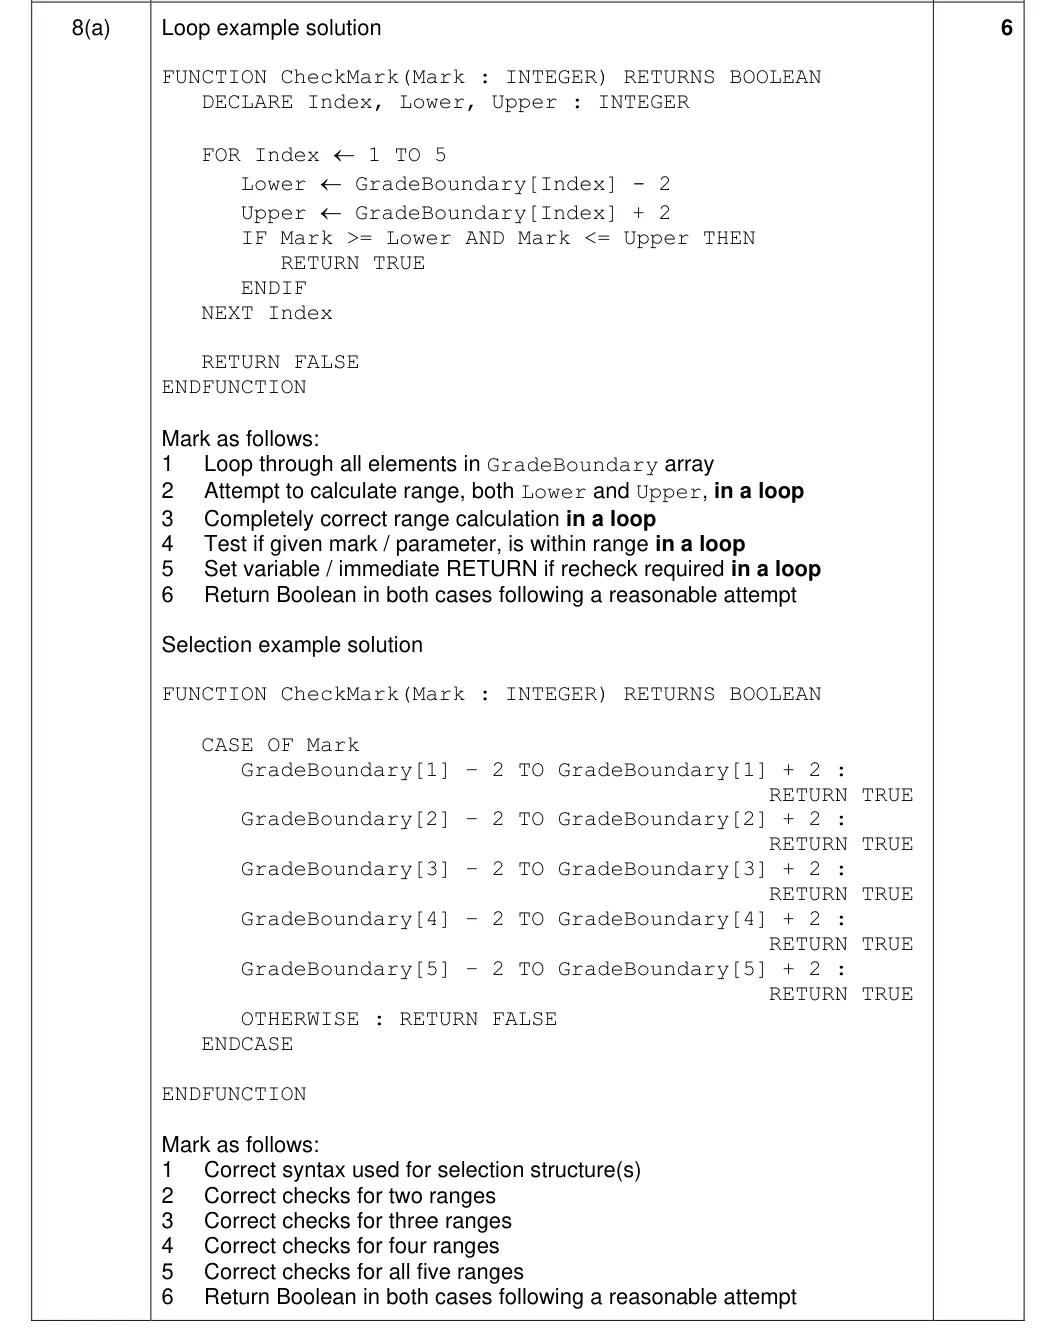 8(a) Loop example solution 6
FUNCTION CheckMark(Mark : INTEGER) RETURNS BOOLEAN
DECLARE Index, Lower, Upper : INTEGER
FOR Index ← 1 TO 5
Lower ← GradeBoundary[Index] - 2
Upper ← GradeBoundary[Index] + 2
IF Mark >= Lower AND Mark <= Upper THEN
RETURN TRUE
ENDIF
NEXT Index
RETURN FALSE
ENDFUNCTION
Mark as follows:
1 Loop through all elements in GradeBoundary array
2 Attempt to calculate range, both Lower and Upper, in a loop
3 Completely correct range calculation in a loop
4 Test if given mark / parameter, is within range in a loop
5 Set variable / immediate RETURN if recheck required in a loop
6 Return Boolean in both cases following a reasonable attempt
Selection example solution
FUNCTION CheckMark(Mark : INTEGER) RETURNS BOOLEAN
CASE OF Mark
GradeBoundary[1] – 2 TO GradeBoundary[1] + 2 :
RETURN TRUE
GradeBoundary[2] – 2 TO GradeBoundary[2] + 2 :
RETURN TRUE
GradeBoundary[3] – 2 TO GradeBoundary[3] + 2 :
RETURN TRUE
GradeBoundary[4] – 2 TO GradeBoundary[4] + 2 :
RETURN TRUE
GradeBoundary[5] – 2 TO GradeBoundary[5] + 2 :
RETURN TRUE
OTHERWISE : RETURN FALSE
ENDCASE
ENDFUNCTION
Mark as follows:
1 Correct syntax used for selection structure(s)
2 Correct checks for two ranges
3 Correct checks for three ranges
4 Correct checks for four ranges
5 Correct checks for all five ranges
6 Return Boolean in both cases following a reasonable attempt